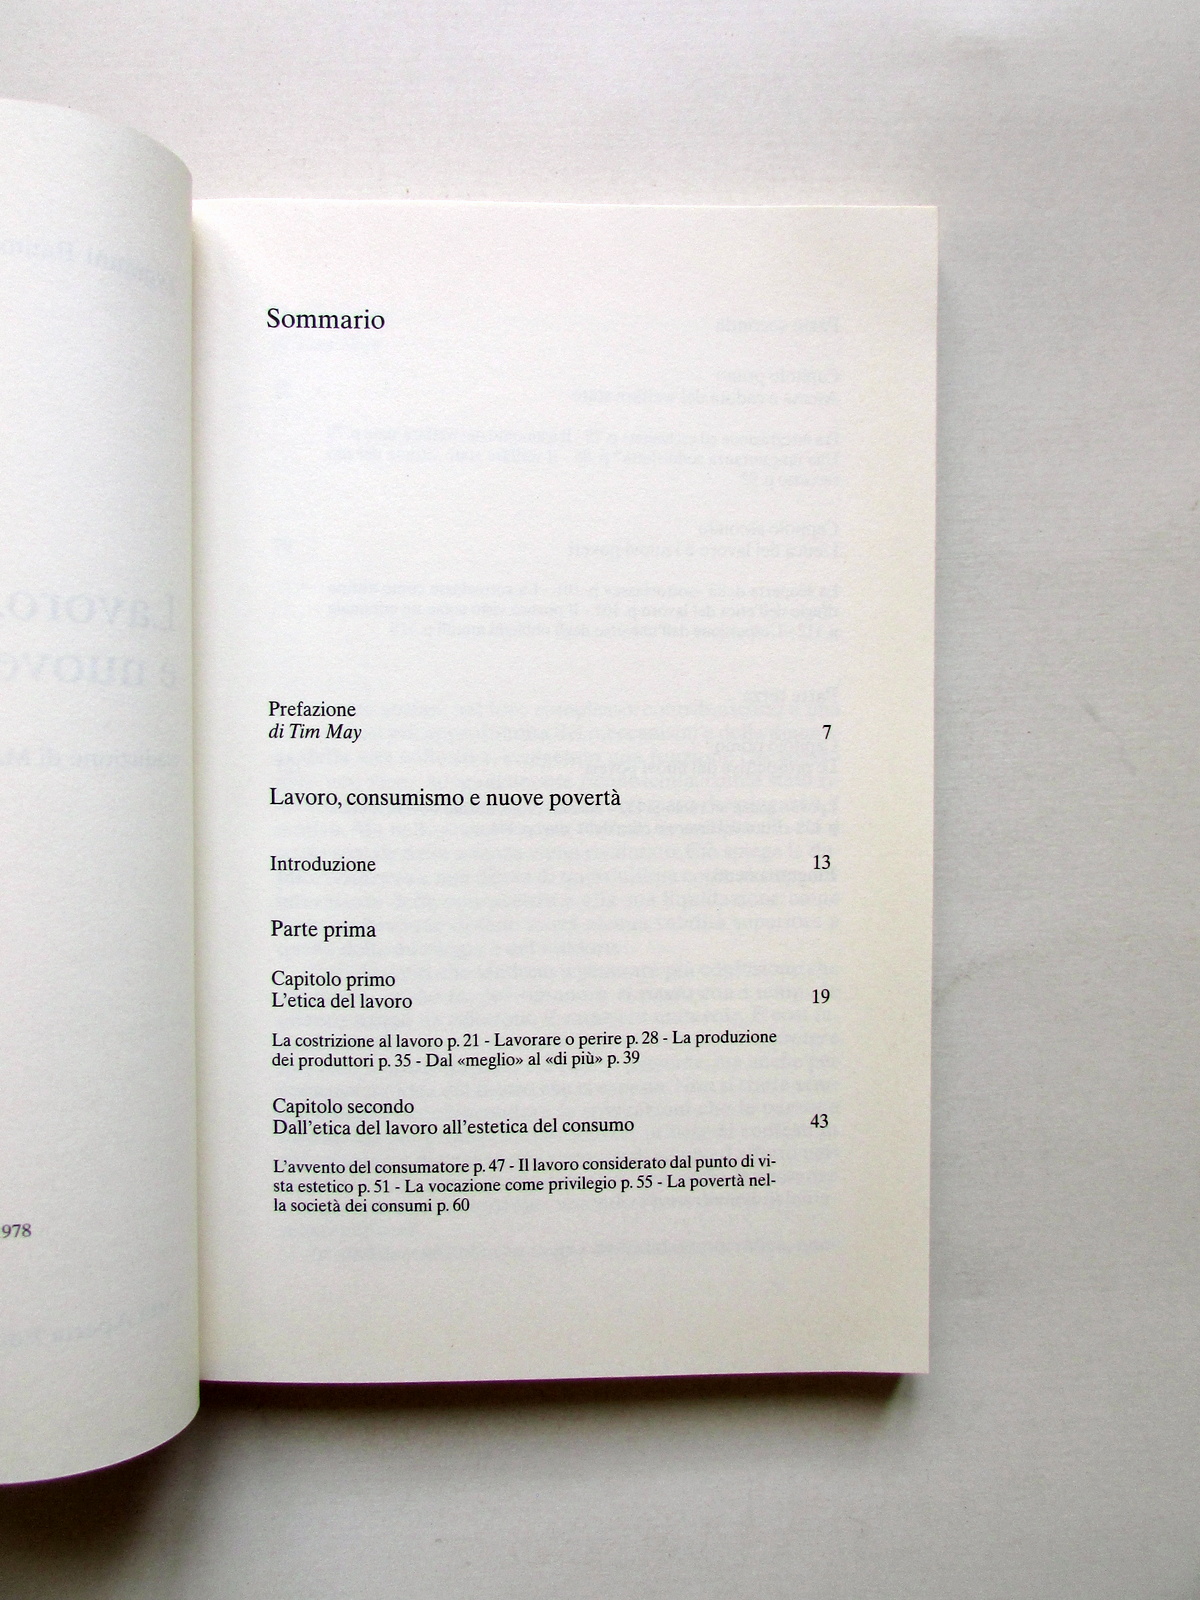 Sommario
Prefazione
di Tim May 7
Lavoro, consumismo e nuove povertà
Introduzione 13
Parte prima
Capitolo primo
L'etica del lavoro 19
La costrizione al lavoro p. 21 - Lavorare o perire p. 28 - La produzione
dei produttori p. 35 - Dal «meglio» al «di più» p. 39
Capitolo secondo
Dall'etica del lavoro all'estetica del consumo 43
L'avvento del consumatore p. 47 - Il lavoro considerato dal punto di vi-
sta estetico p. 51 - La vocazione come privilegio p. 55 - La povertà nel-
la società dei consumi p. 60
978